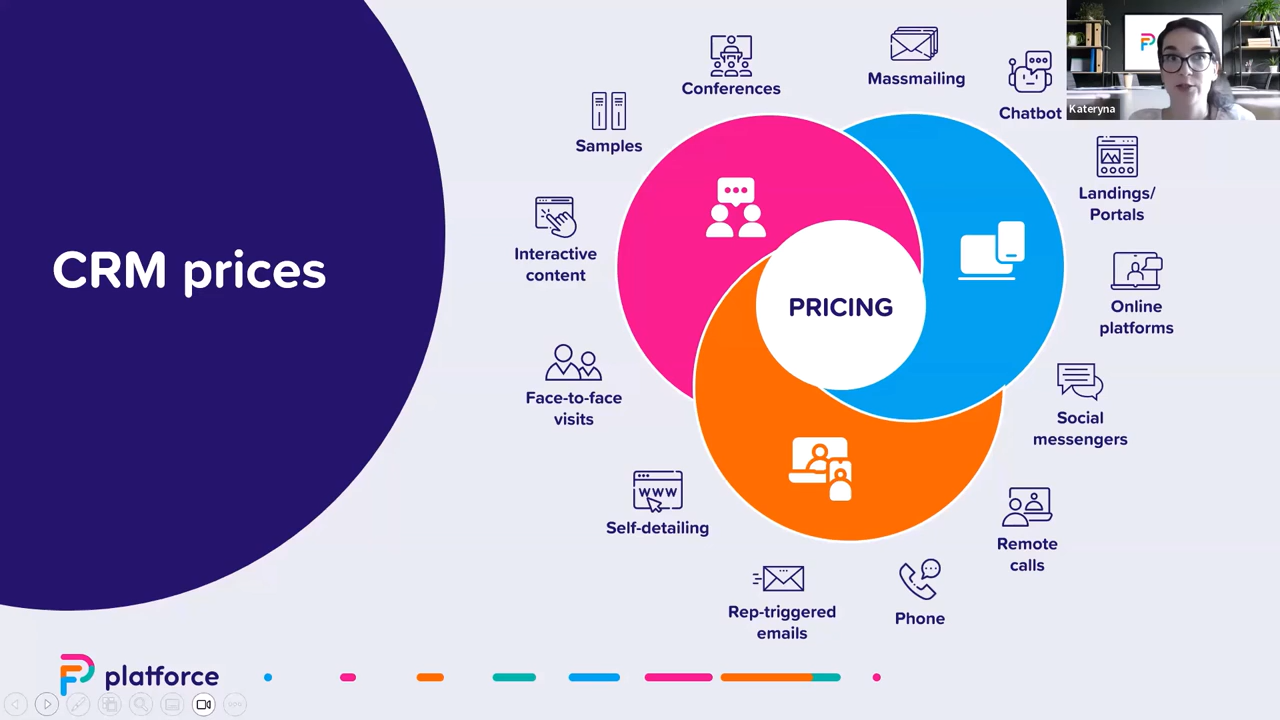 CRM prices
Conferences
Massmailing
Chatbot
Kateryna
Samples
Landings/
Portals
Interactive
content
Online
platforms
PRICING
Face-to-face
visits
Social
messengers
WWW
Self-detailing
Remote
calls
Rep-triggered
emails
Phone
platforce